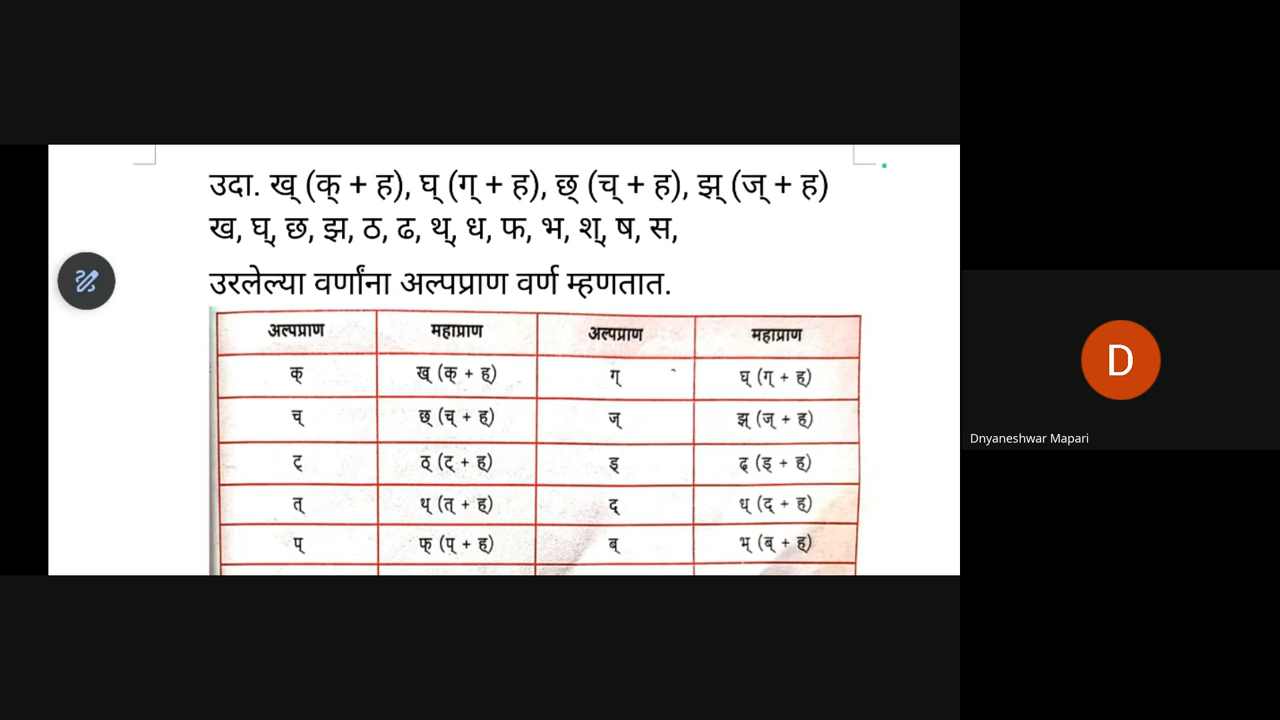 उदा. ख् (क् + ह), घ् (ग् + ह), छ् (च् + ह), झ् (ज् + ह)
ख, घ्, छ, झ, ठ, ढ, थ्, ध, फ, भ, श्, ष, स,
उरलेल्या वर्णांना अल्पप्राण वर्ण म्हणतात.
अल्पप्राण महाप्राण अल्पप्राण महाप्राण
क् ख् (क् + ह्) ग् घ् (ग् + ह्)
च् छ् (च् + ह्) ज् झ् (ज् + ह्)
ट् ठ् (ट् + ह्) ड् ढ् (ड् + ह्)
त् थ् (त् + ह्) द् ध् (द् + ह्)
प् फ् (प् + ह्) ब् भ् (ब् + ह्)
D
Dnyaneshwar Mapari